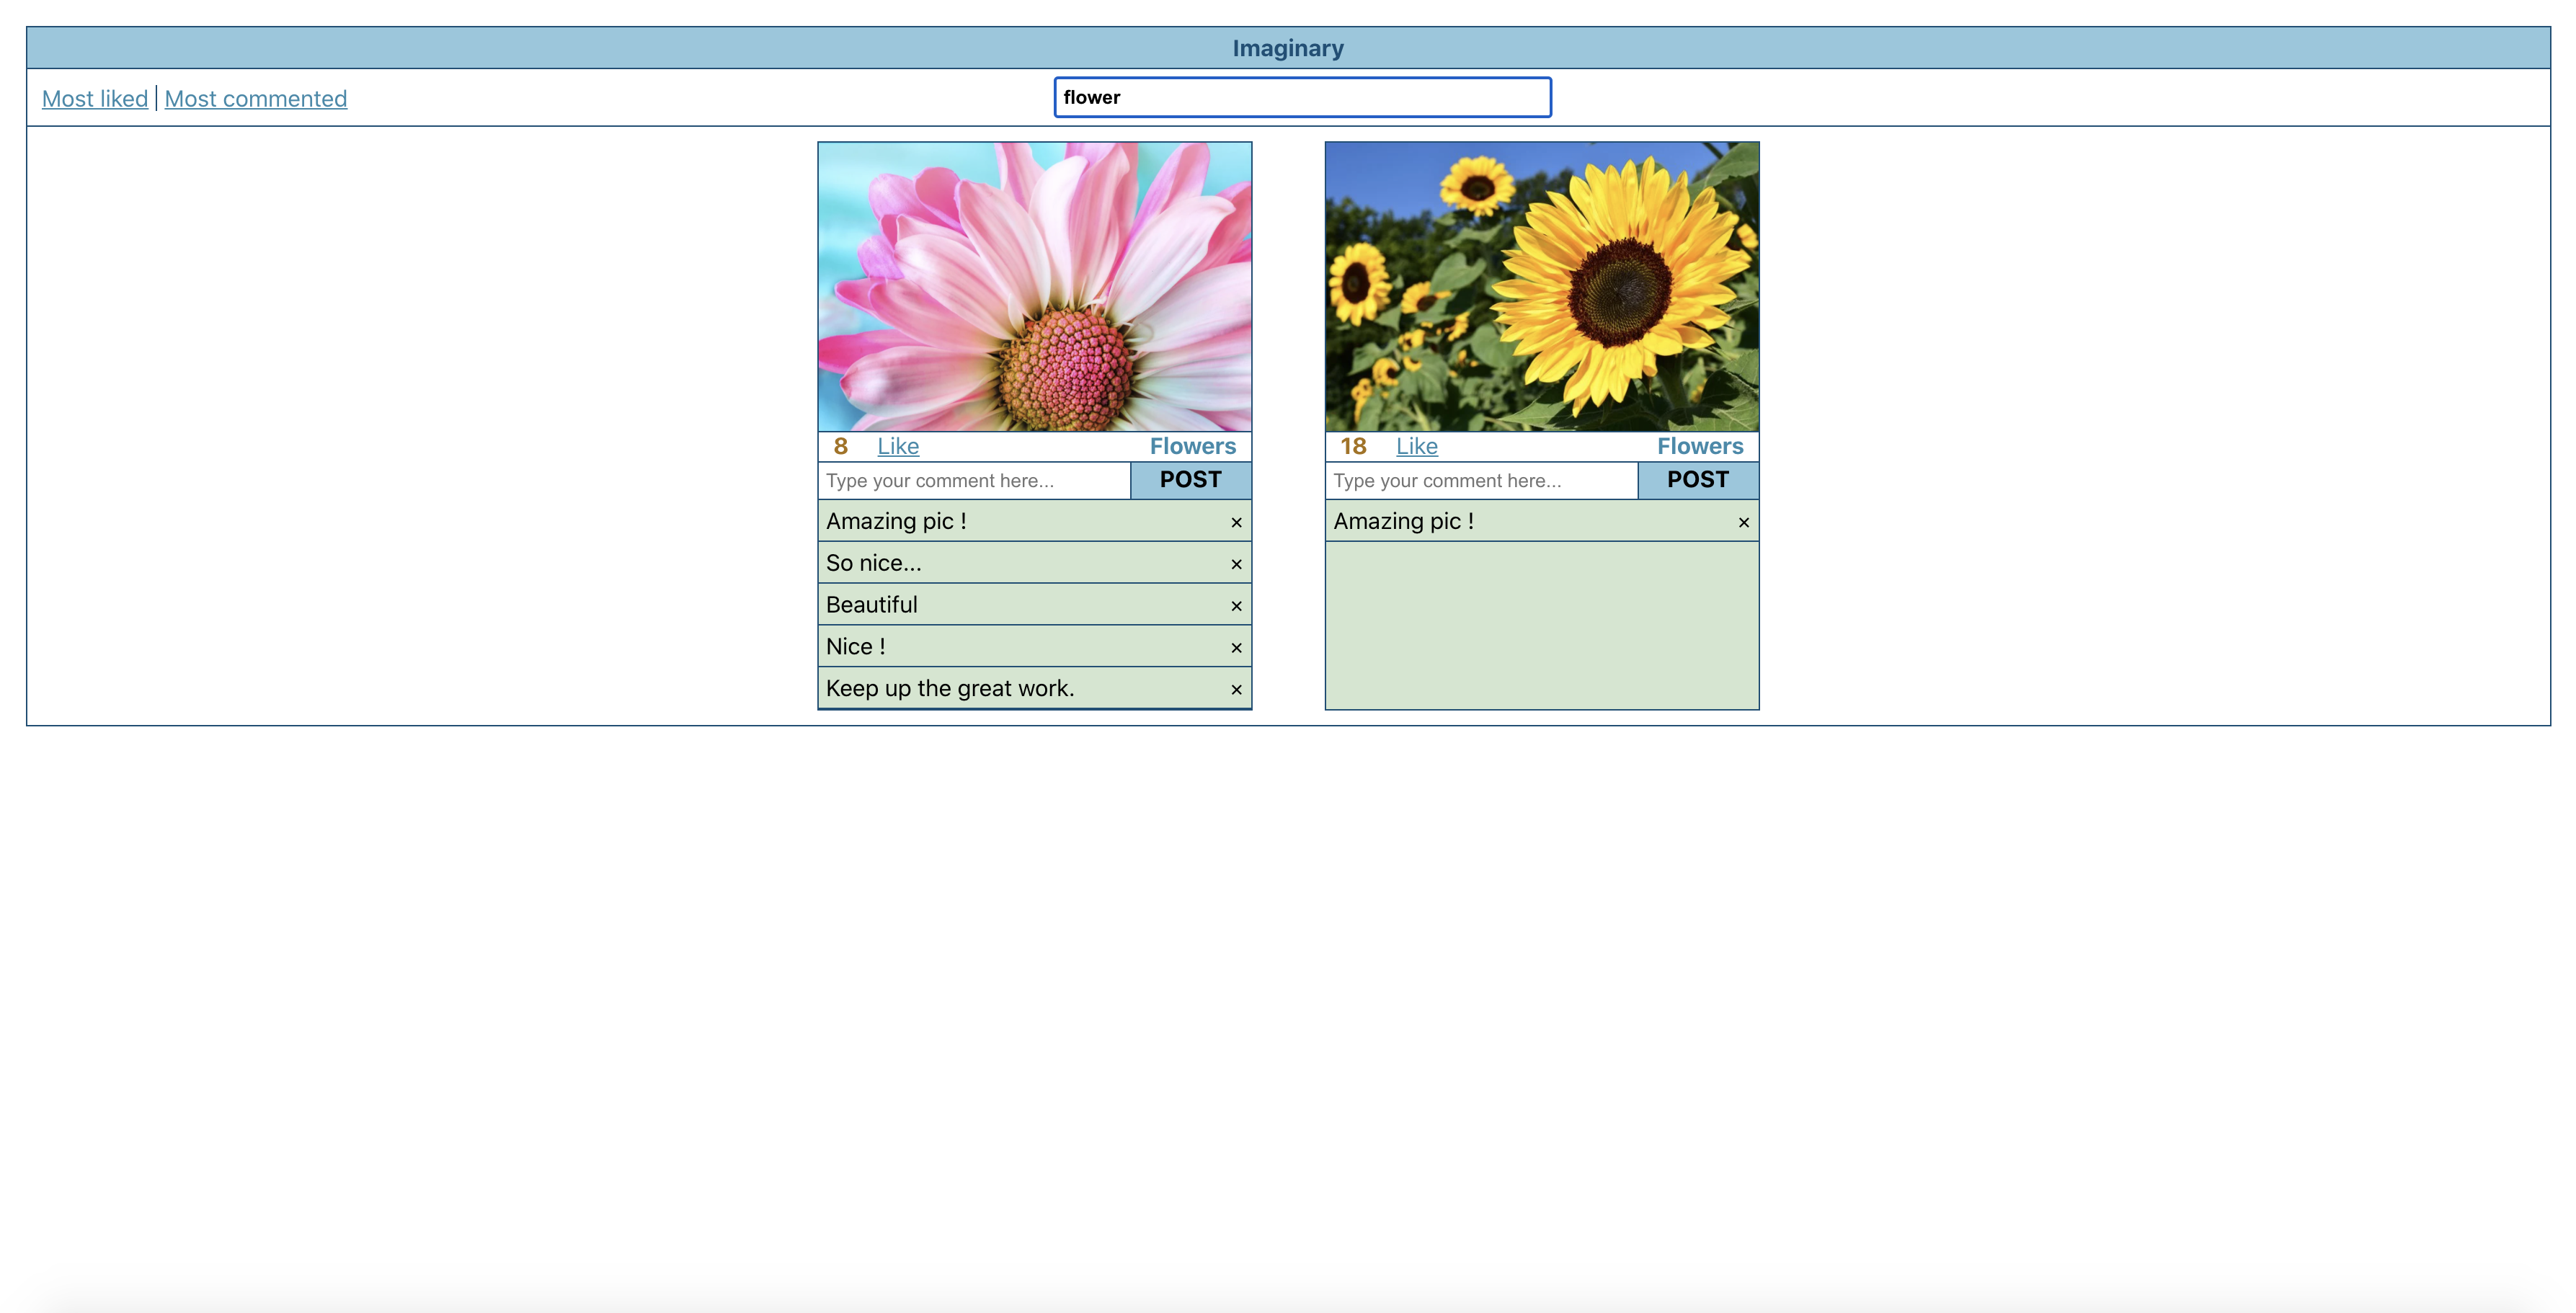 Imaginary
Most liked Most commented
flower
8 Like Flowers
Type your comment here... POST
Amazing pic ! ×
So nice... ×
Beautiful ×
Nice ! ×
Keep up the great work. ×
18 Like Flowers
Type your comment here... POST
Amazing pic ! ×